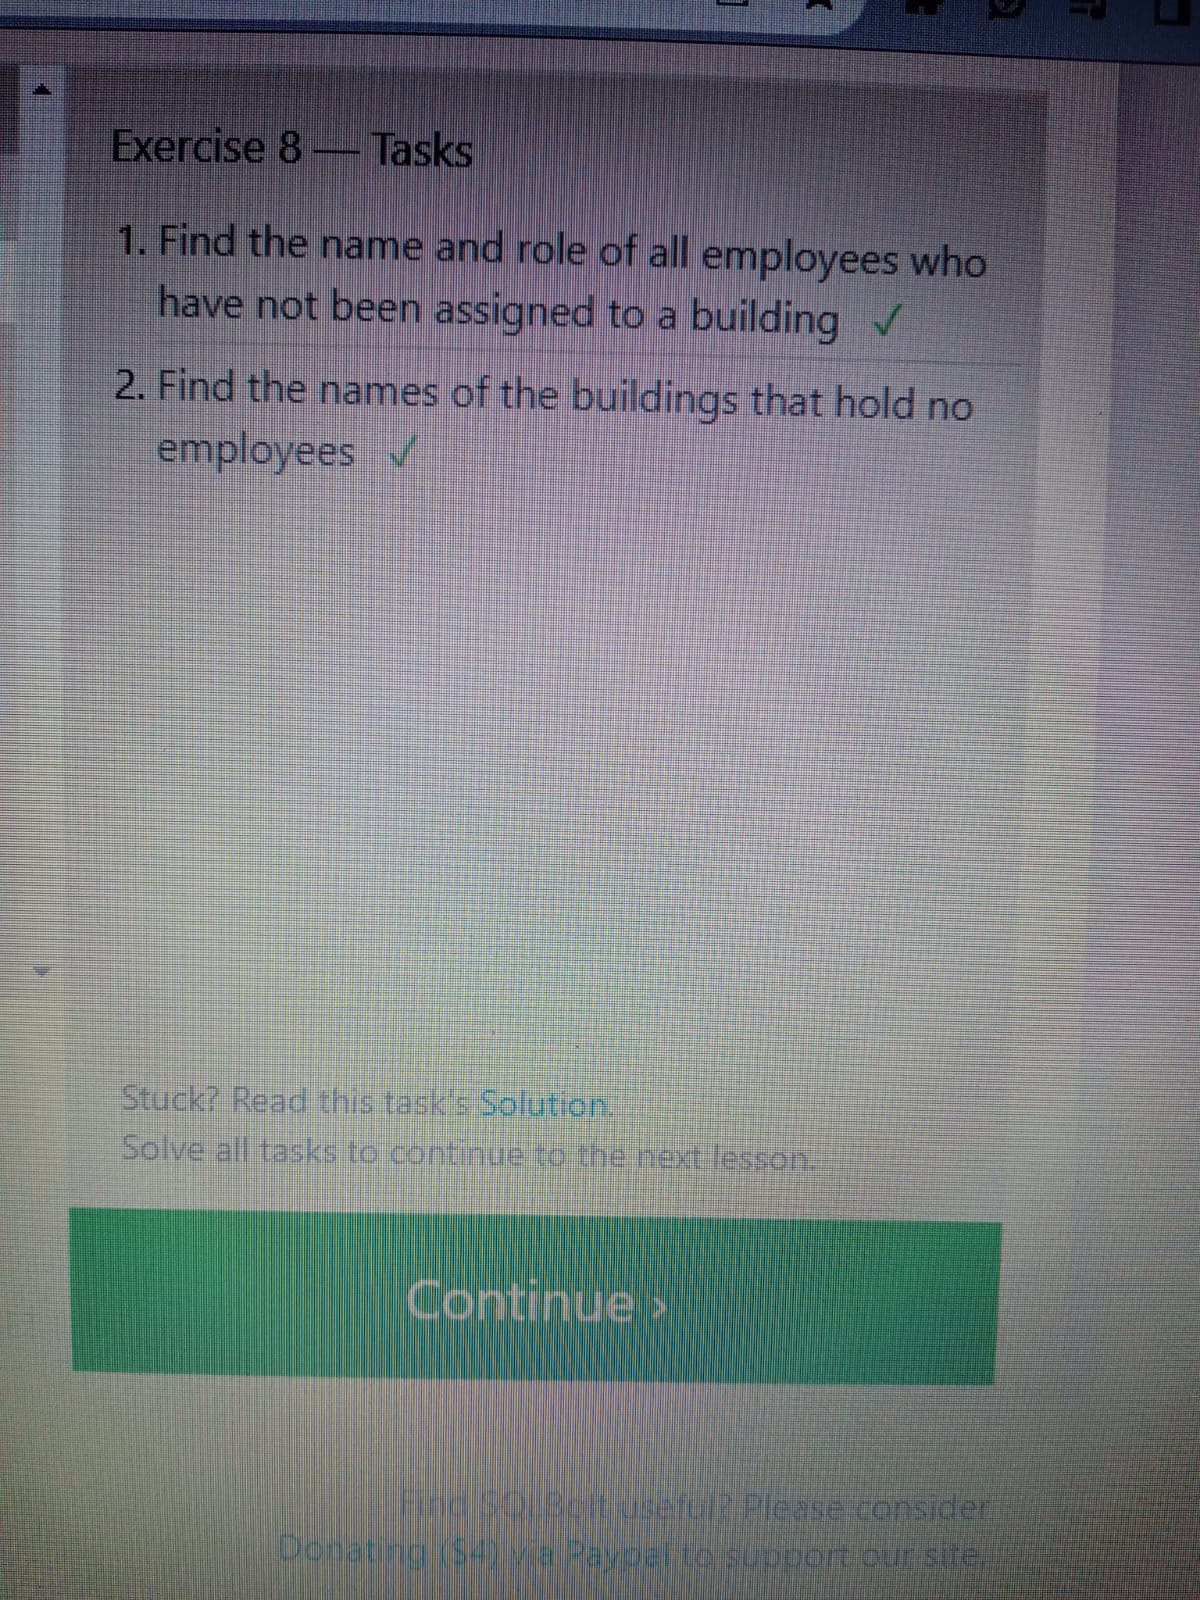 Exercise 8 — Tasks
1. Find the name and role of all employees who
have not been assigned to a building ✓
2. Find the names of the buildings that hold no
employees ✓
Stuck? Read this task's Solution.
Solve all tasks to continue to the next lesson.
Continue ›
Find SQLBolt useful? Please consider
Donating ($4) via Paypal to support our site.